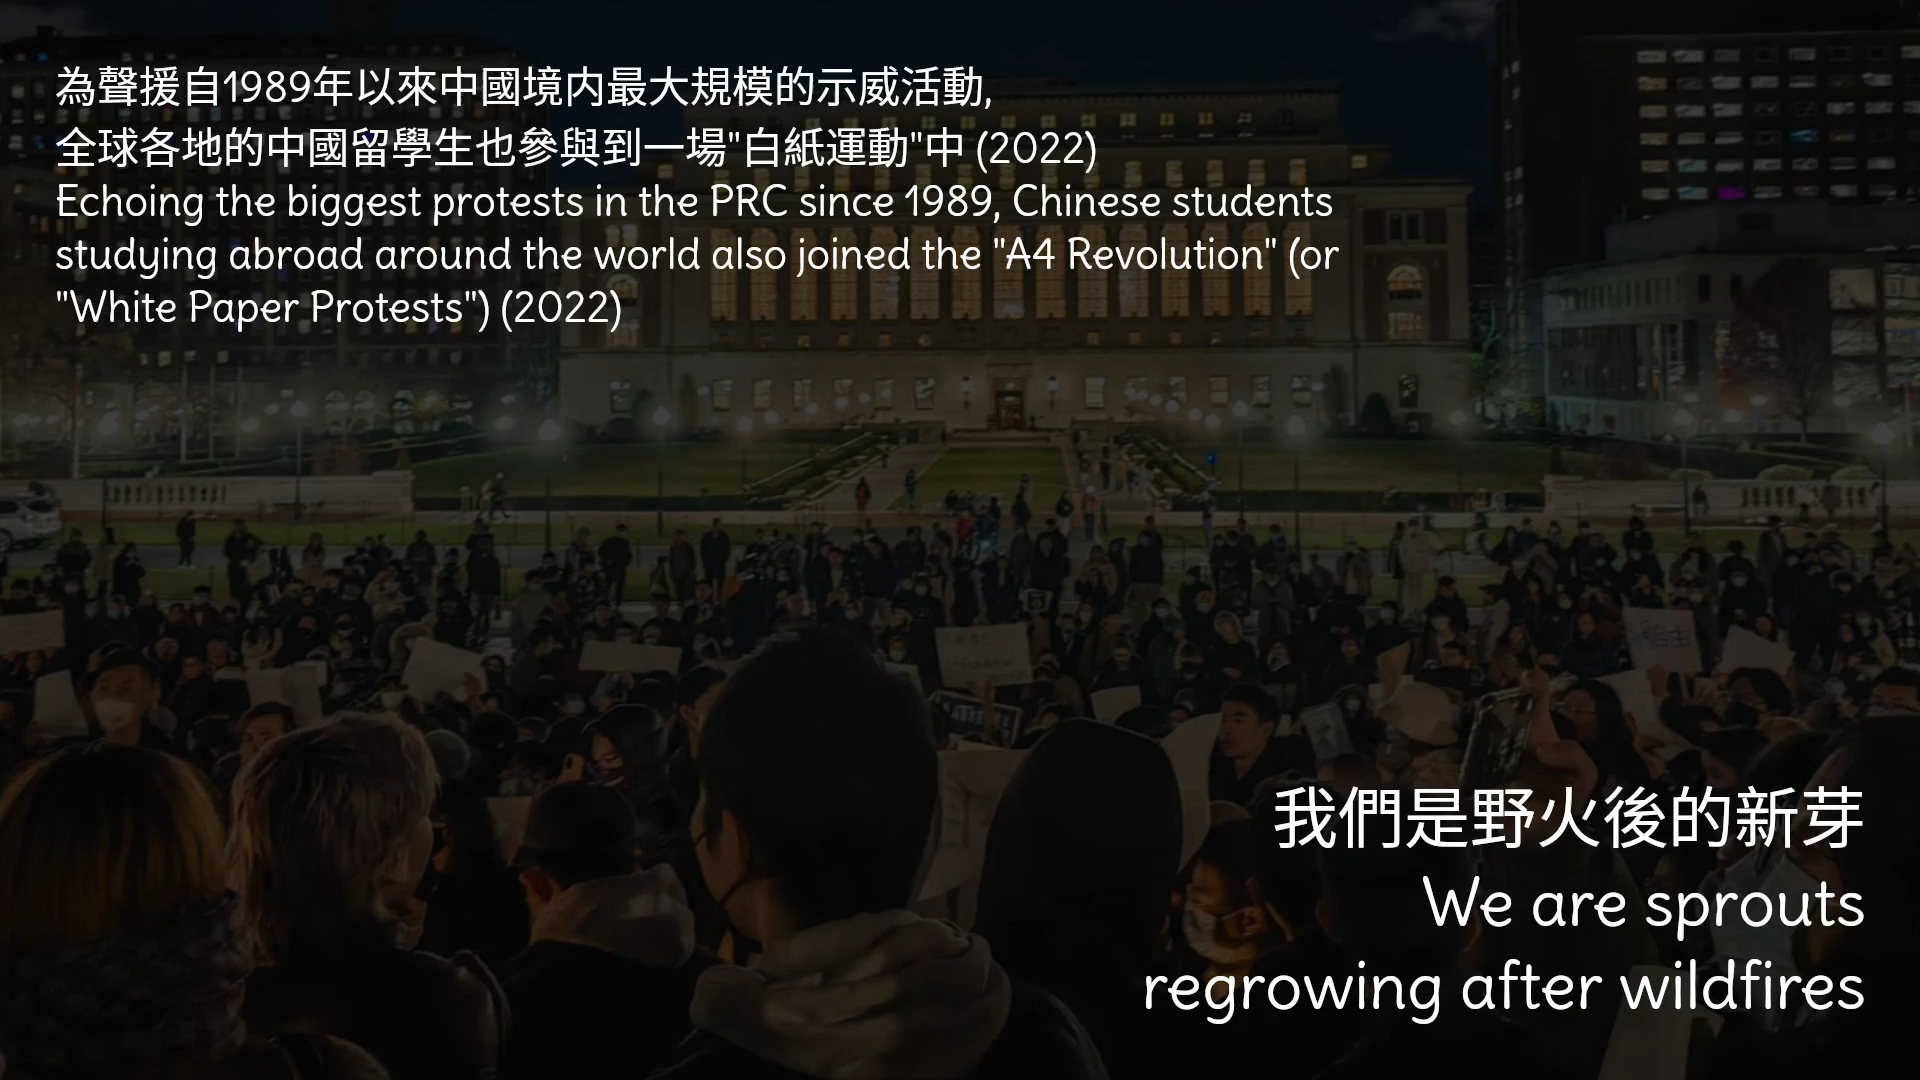 為聲援自1989年以來中國境内最大規模的示威活動,
全球各地的中國留學生也參與到一場"白紙運動"中 (2022)
Echoing the biggest protests in the PRC since 1989, Chinese students
studying abroad around the world also joined the "A4 Revolution" (or
"White Paper Protests") (2022)
我們是野火後的新芽
We are sprouts
regrowing after wildfires